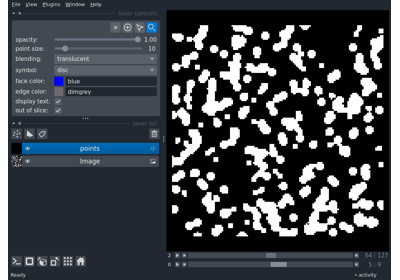 File View Plugins Window Help
layer controls
opacity: 1.00
point size: 10
blending: translucent
symbol: disc
face color: blue
edge color: dimgrey
display text:
out of slice:
layer list
points
Image
2 64 127
0 5 9
Ready activity